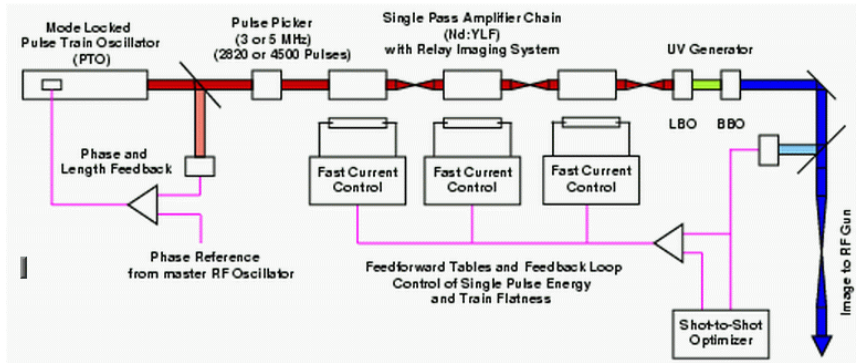 Mode Locked
Pulse Train Oscillator
(PTO)
Pulse Picker
(3 or 5 MHz)
(2820 or 4500 Pulses)
Single Pass Amplifier Chain
(Nd:YLF)
with Relay Imaging System
UV Generator
LBO
BBO
Phase and
Length Feedback
Fast Current
Control
Fast Current
Control
Fast Current
Control
Phase Reference
from master RF Oscillator
Feedforward Tables and Feedback Loop
Control of Single Pulse Energy
and Train Flatness
Shot-to-Shot
Optimizer
Image to RF Gun